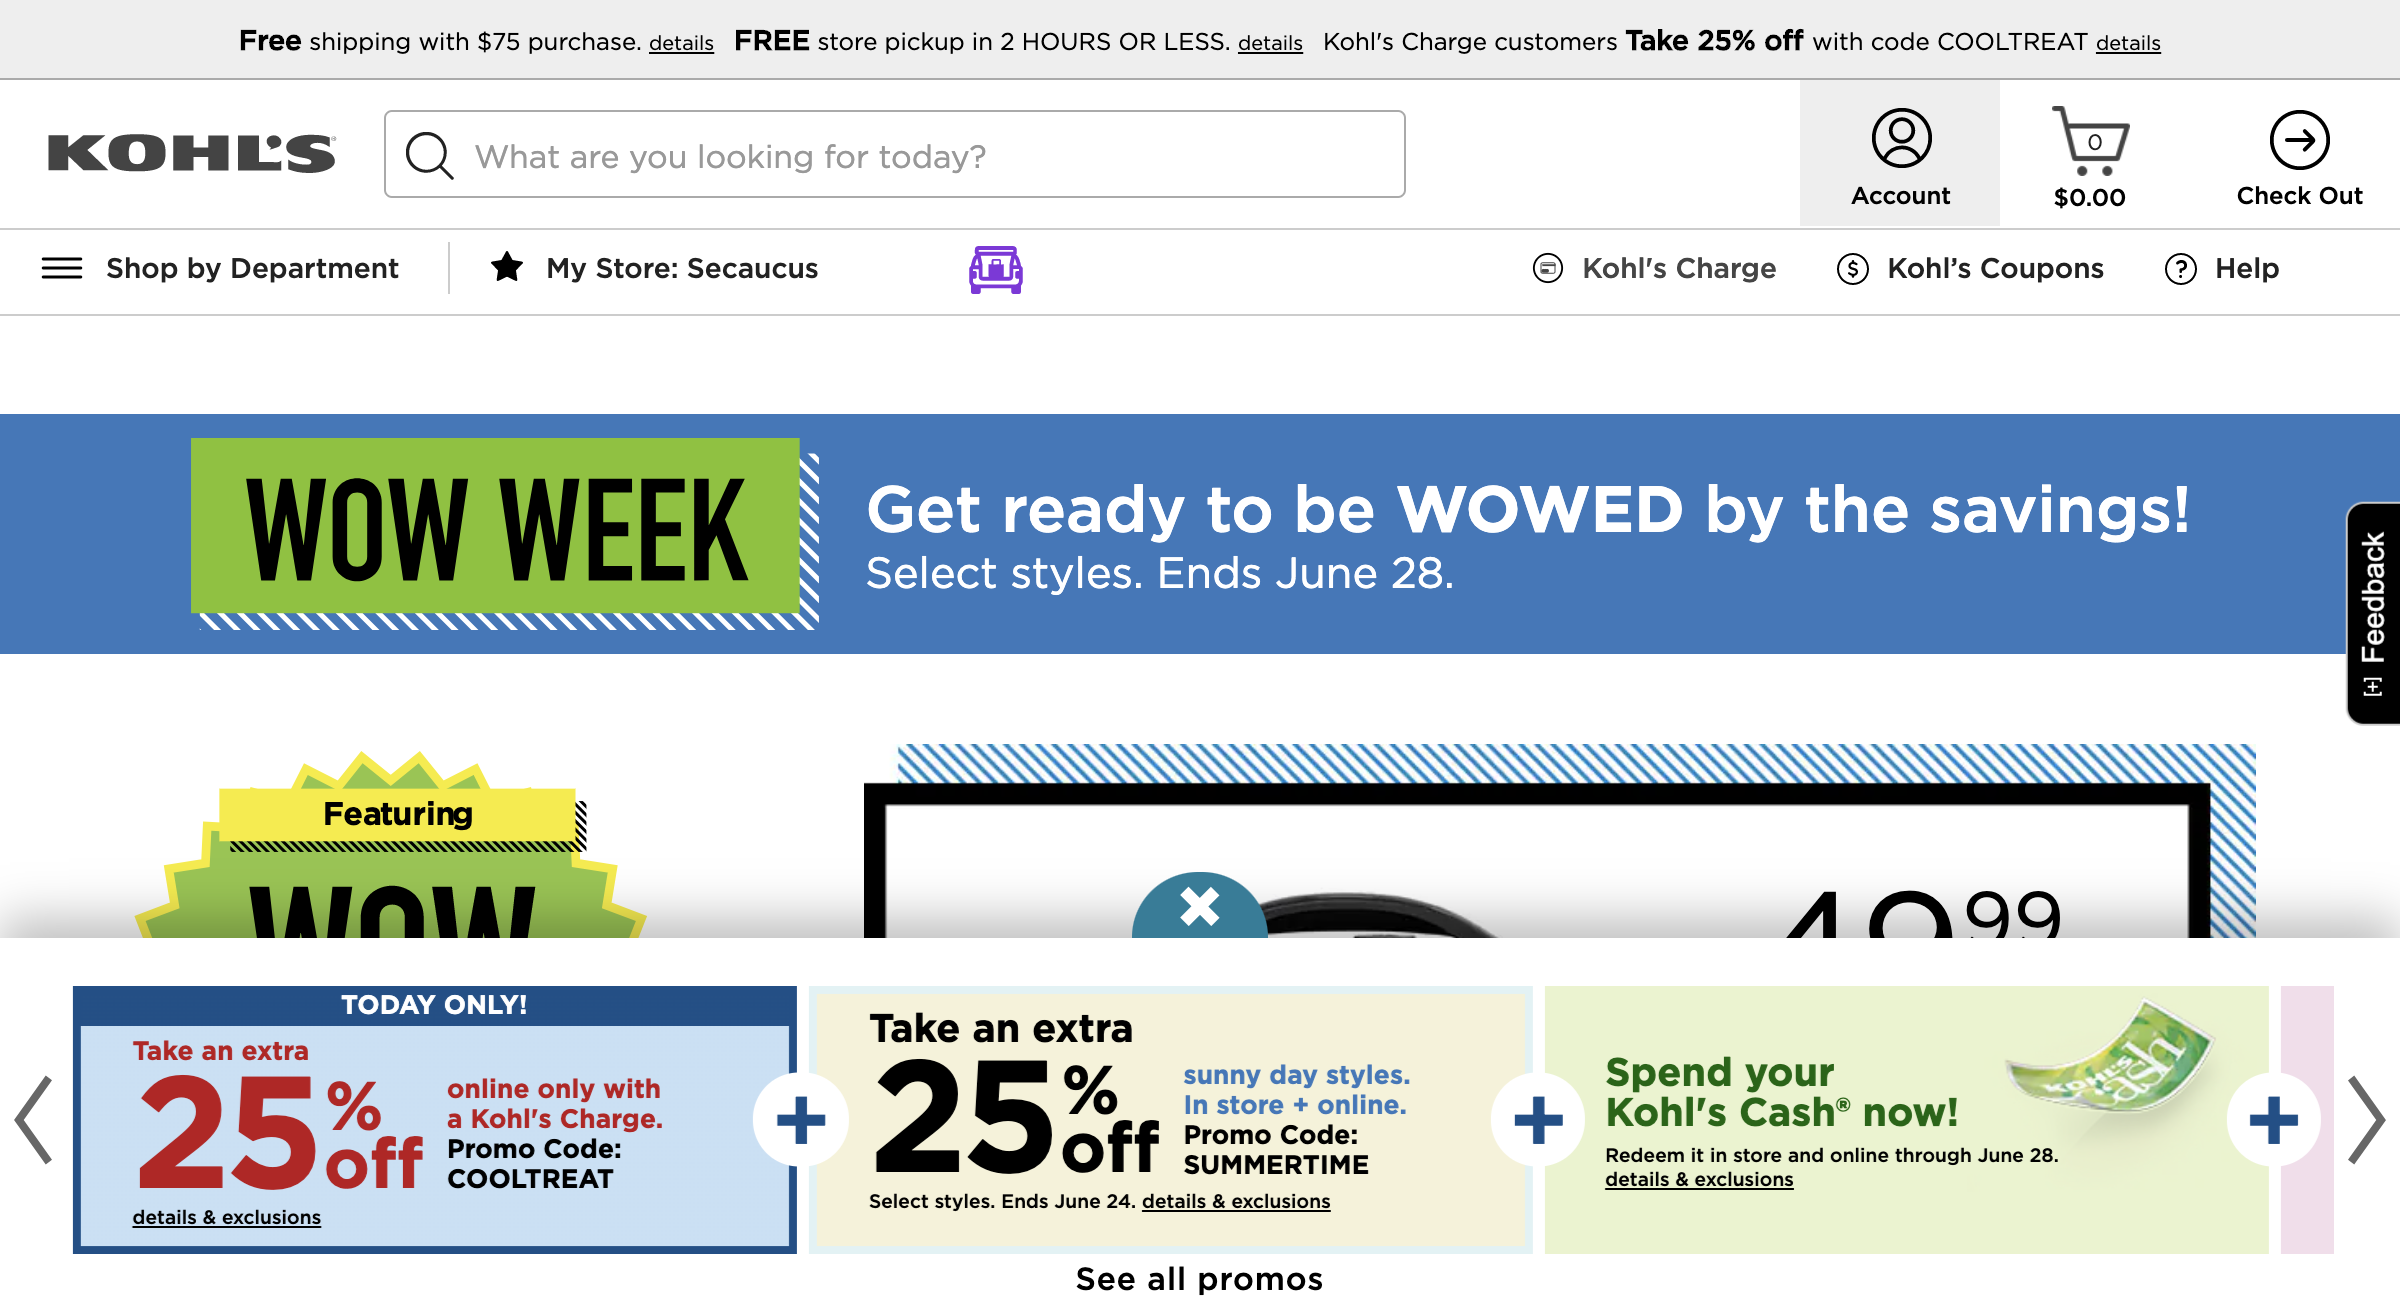 Free shipping with $75 purchase. details FREE store pickup in 2 HOURS OR LESS. details Kohl's Charge customers Take 25% off with code COOLTREAT details
KOHL'S
What are you looking for today?
0
Account
$0.00
Check Out
Shop by Department
My Store: Secaucus
Kohl's Charge
$ Kohl’s Coupons
? Help
WOW WEEK
Get ready to be WOWED by the savings!
Select styles. Ends June 28.
[+] Feedback
Featuring
WOW
49 99
TODAY ONLY!
Take an extra
25% off
online only with
a Kohl's Charge.
Promo Code:
COOLTREAT
details & exclusions
Take an extra
25% off
sunny day styles.
In store + online.
Promo Code:
SUMMERTIME
Select styles. Ends June 24. details & exclusions
Spend your
Kohl's Cash® now!
Redeem it in store and online through June 28.
details & exclusions
KOHL'S
cash
See all promos